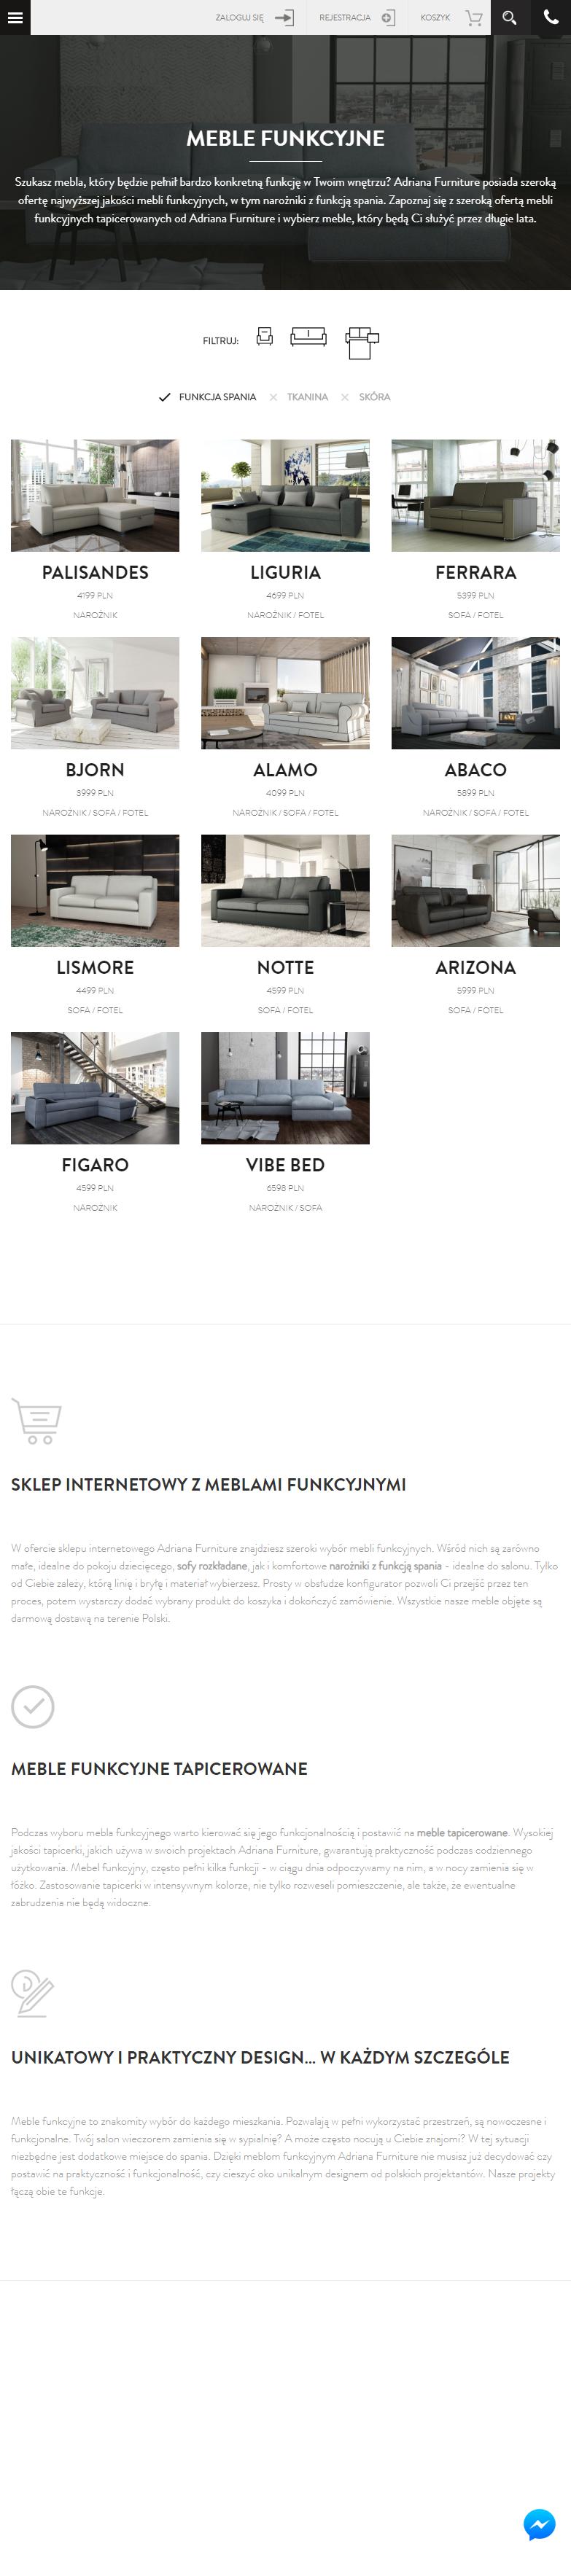 ZALOGUJ SIĘ
REJESTRACJA
KOSZYK
MEBLE FUNKCYJNE
Szukasz mebla, który będzie pełnił bardzo konkretną funkcję w Twoim wnętrzu? Adriana Furniture posiada szeroką
ofertę najwyższej jakości mebli funkcyjnych, w tym narożniki z funkcją spania. Zapoznaj się z szeroką ofertą mebli
funkcyjnych tapicerowanych od Adriana Furniture i wybierz meble, który będą Ci służyć przez długie lata.
FILTRUJ:
FUNKCJA SPANIA
TKANINA
SKÓRA
PALISANDES
4199 PLN
NAROŻNIK
LIGURIA
4699 PLN
NAROŻNIK / FOTEL
FERRARA
5399 PLN
SOFA / FOTEL
BJORN
3999 PLN
NAROŻNIK / SOFA / FOTEL
ALAMO
4099 PLN
NAROŻNIK / SOFA / FOTEL
ABACO
5899 PLN
NAROŻNIK / SOFA / FOTEL
LISMORE
4499 PLN
SOFA / FOTEL
NOTTE
4599 PLN
SOFA / FOTEL
ARIZONA
5999 PLN
SOFA / FOTEL
FIGARO
4599 PLN
NAROŻNIK
VIBE BED
6598 PLN
NAROŻNIK / SOFA
SKLEP INTERNETOWY Z MEBLAMI FUNKCYJNYMI
W ofercie sklepu internetowego Adriana Furniture znajdziesz szeroki wybór mebli funkcyjnych. Wśród nich są zarówno
małe, idealne do pokoju dziecięcego, sofy rozkładane, jak i komfortowe narożniki z funkcją spania - idealne do salonu. Tylko
od Ciebie zależy, którą linię i bryłę i materiał wybierzesz. Prosty w obsłudze konfigurator pozwoli Ci przejść przez ten
proces, potem wystarczy dodać wybrany produkt do koszyka i dokończyć zamówienie. Wszystkie nasze meble objęte są
darmową dostawą na terenie Polski.
MEBLE FUNKCYJNE TAPICEROWANE
Podczas wyboru mebla funkcyjnego warto kierować się jego funkcjonalnością i postawić na meble tapicerowane. Wysokiej
jakości tapicerki, jakich używa w swoich projektach Adriana Furniture, gwarantują praktyczność podczas codziennego
użytkowania. Mebel funkcyjny, często pełni kilka funkcji - w ciągu dnia odpoczywamy na nim, a w nocy zamienia się w
łóżko. Zastosowanie tapicerki w intensywnym kolorze, nie tylko rozweseli pomieszczenie, ale także, że ewentualne
zabrudzenia nie będą widoczne.
UNIKATOWY I PRAKTYCZNY DESIGN... W KAŻDYM SZCZEGÓLE
Meble funkcyjne to znakomity wybór do każdego mieszkania. Pozwalają w pełni wykorzystać przestrzeń, są nowoczesne i
funkcjonalne. Twój salon wieczorem zamienia się w sypialnię? A może często nocują u Ciebie znajomi? W tej sytuacji
niezbędne jest dodatkowe miejsce do spania. Dzięki meblom funkcyjnym Adriana Furniture nie musisz już decydować czy
postawić na praktyczność i funkcjonalność, czy cieszyć oko unikalnym designem od polskich projektantów. Nasze projekty
łączą obie te funkcje.